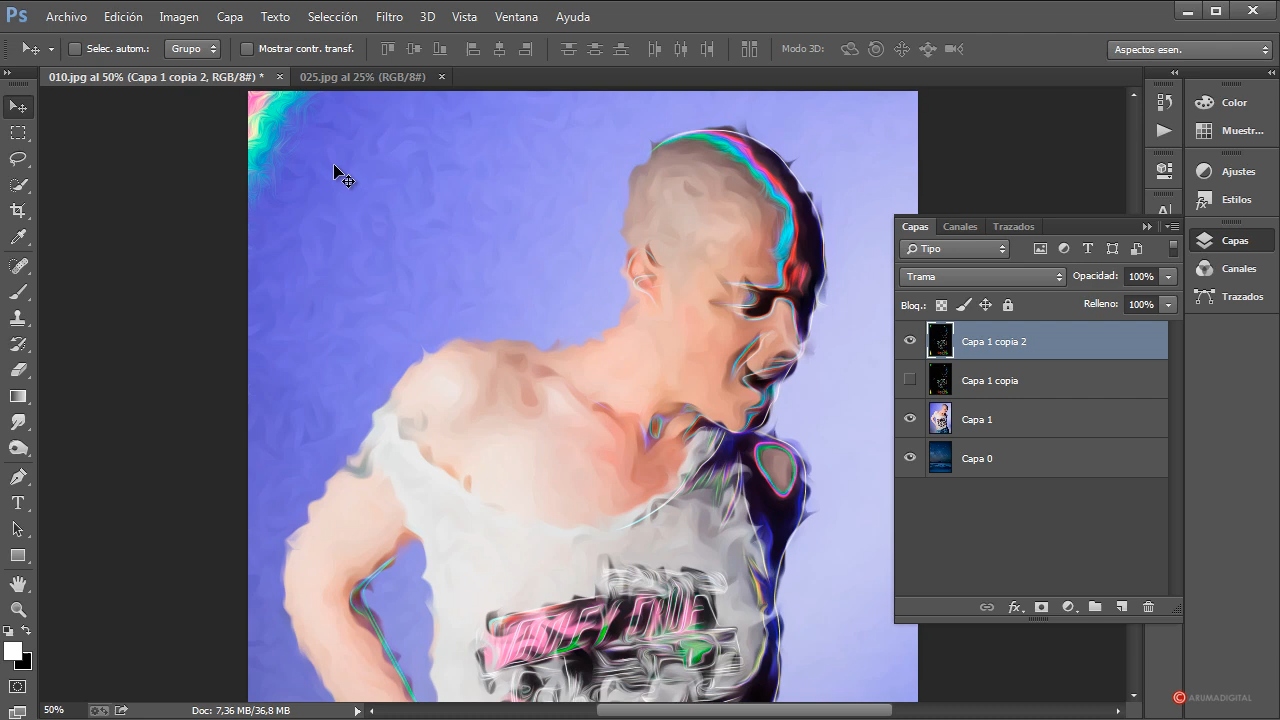 Ps Archivo Edición Imagen Capa Texto Selección Filtro 3D Vista Ventana Ayuda
Selec. autom.: Grupo Mostrar contr. transf. Modo 3D: Aspectos esen.
010.jpg al 50% (Capa 1 copia 2, RGB/8#) * × 025.jpg al 25% (RGB/8#) ×
Color
Muestr...
Ajustes
Estilos
Capas
Canales
Trazados
Capas Canales Trazados
Tipo
Trama Opacidad: 100%
Bloq.: Relleno: 100%
Capa 1 copia 2
Capa 1 copia
Capa 1
Capa 0
fx
T
A
50% Doc: 7,36 MB/36,8 MB
© ARUMADIGITAL